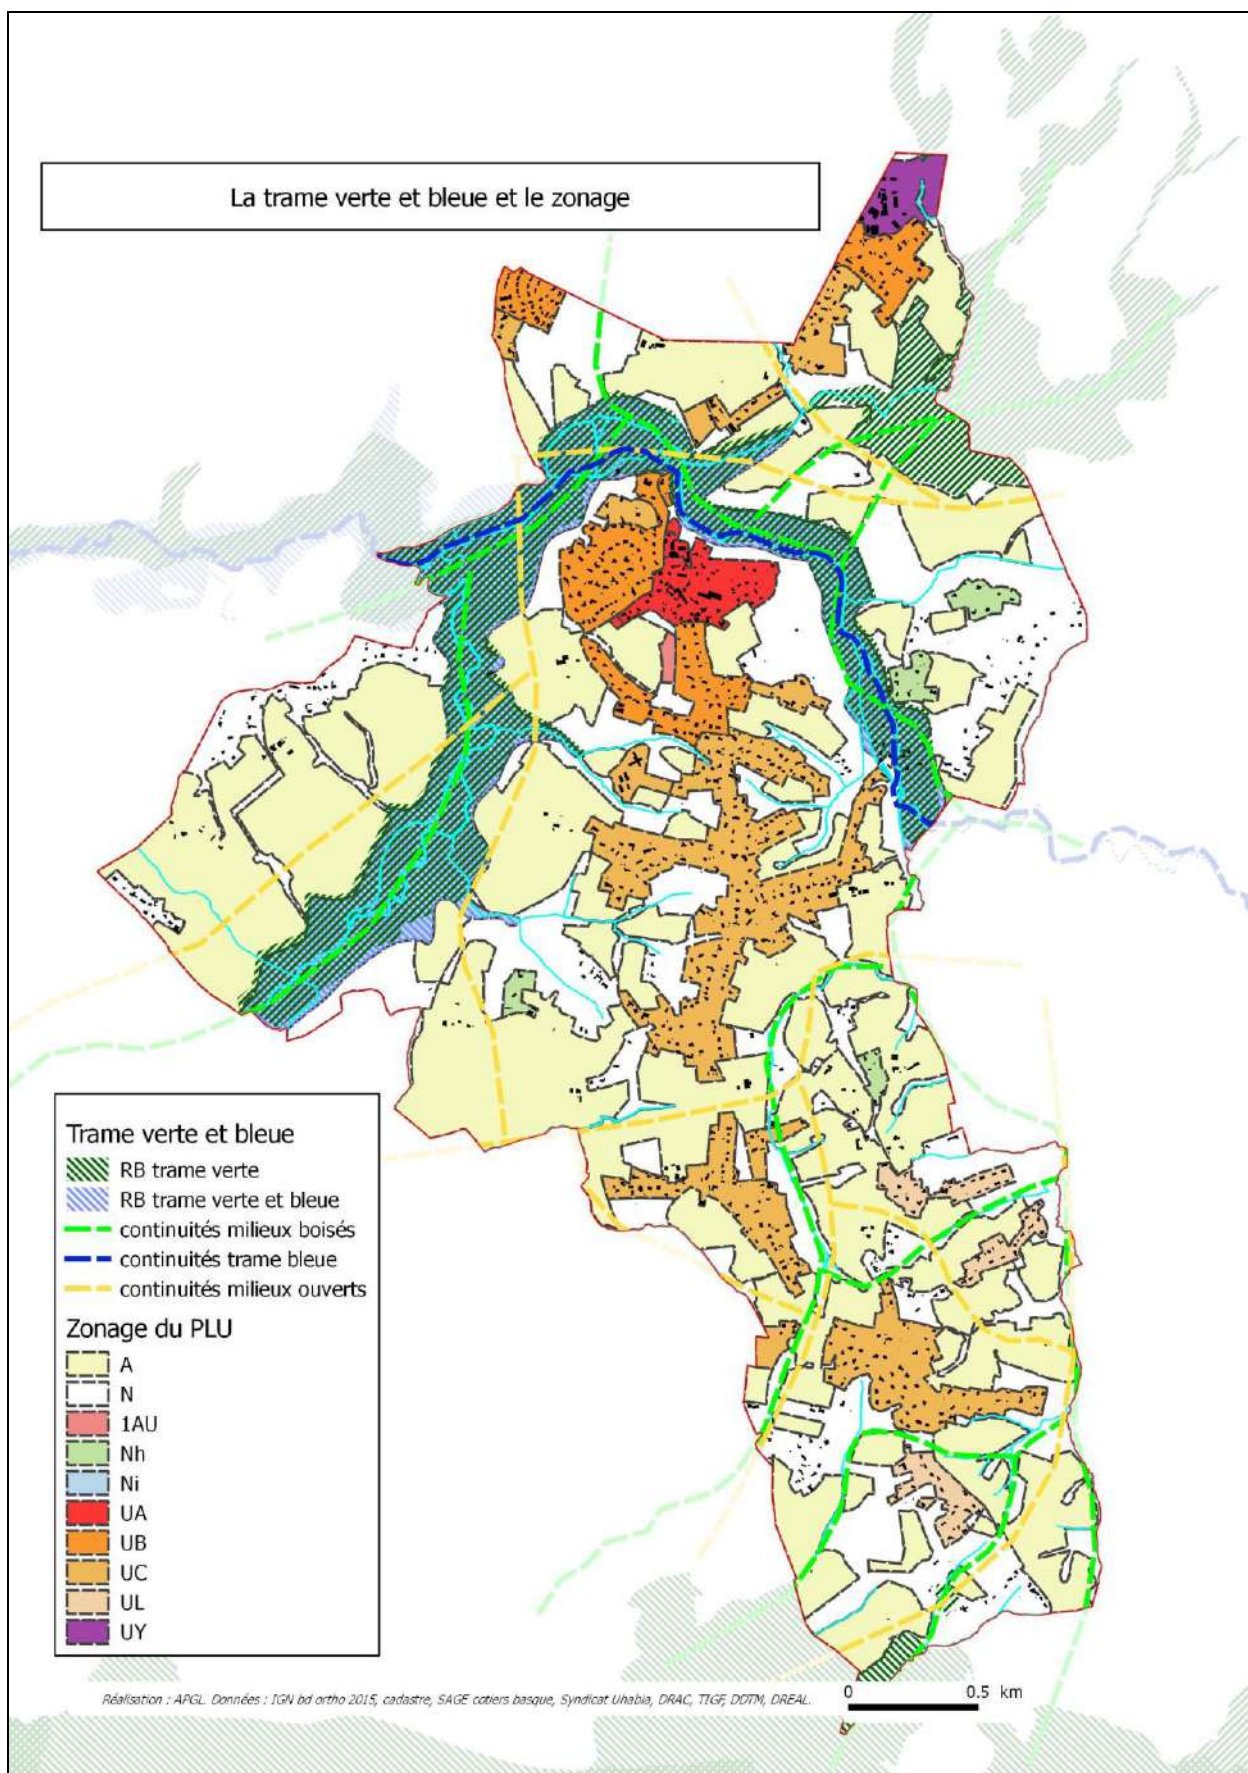 La trame verte et bleue et le zonage
Trame verte et bleue
RB trame verte
RB trame verte et bleue
continuités milieux boisés
continuités trame bleue
continuités milieux ouverts
Zonage du PLU
A
N
1AU
Nh
Ni
UA
UB
UC
UL
UY
Réalisation : APGL. Données : IGN bd ortho 2015, cadastre, SAGE cotiers basque, Syndicat Uhabia, DRAC, TIGF, DDTM, DREAL.
0 0.5 km